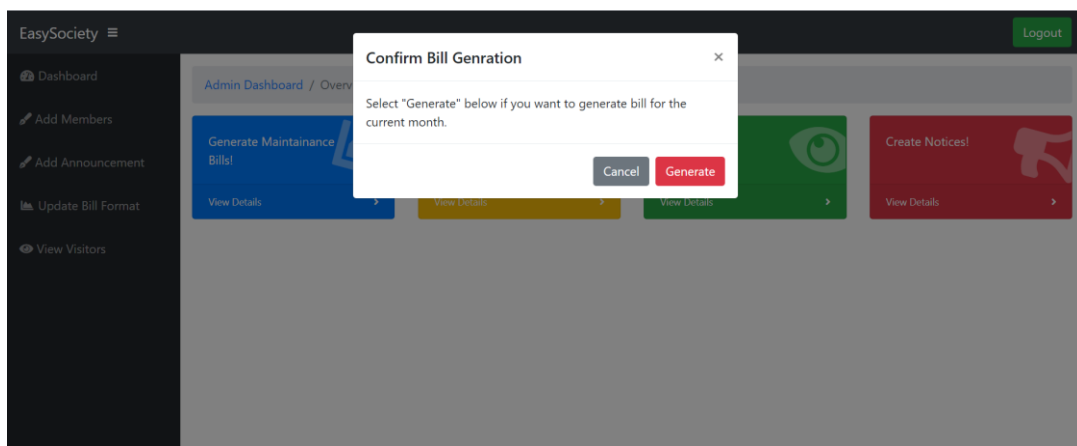 EasySociety
Logout
Confirm Bill Genration
×
Select "Generate" below if you want to generate bill for the
current month.
Cancel
Generate
Dashboard
Add Members
Add Announcement
Update Bill Format
View Visitors
Admin Dashboard / Overv
Generate Maintainance
Bills!
View Details
View Details
View Details
Create Notices!
View Details